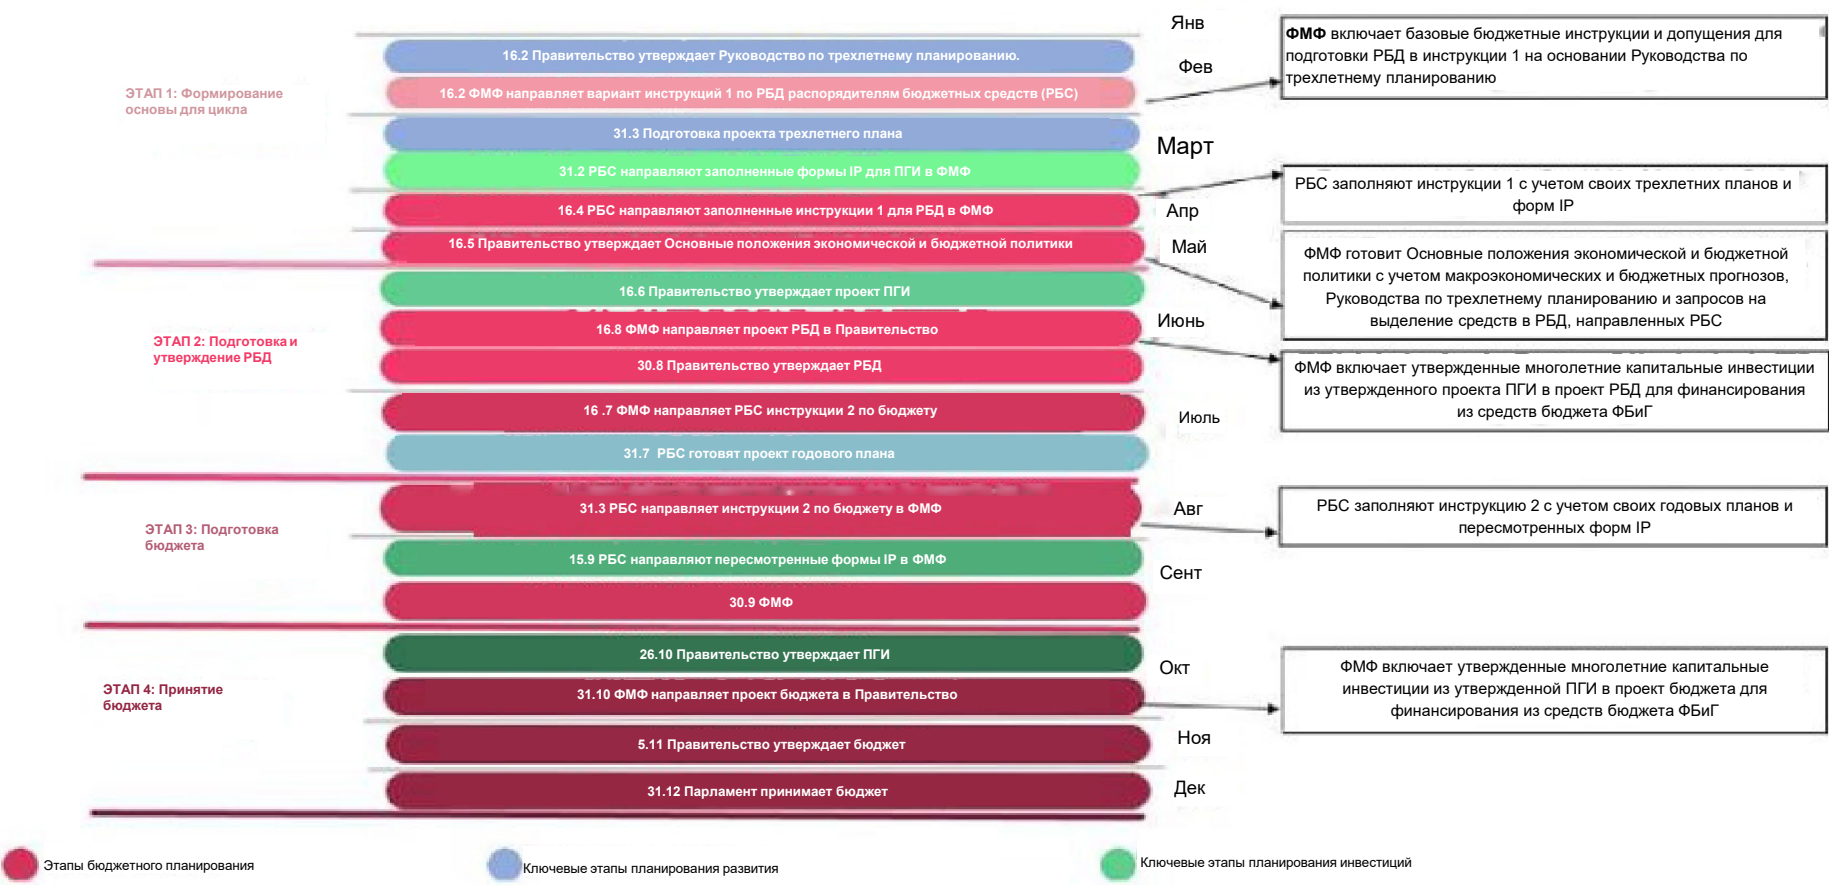 Янв
16.2 Правительство утверждает Руководство по трехлетнему планированию.
ФМФ включает базовые бюджетные инструкции и допущения для
подготовки РБД в инструкции 1 на основании Руководства по
трехлетнему планированию
Фев
ЭТАП 1: Формирование
основы для цикла
16.2 ФМФ направляет вариант инструкций 1 по РБД распорядителям бюджетных средств (РБС)
31.3 Подготовка проекта трехлетнего плана
Март
31.2 РБС направляют заполненные формы IP для ПГИ в ФМФ
РБС заполняют инструкции 1 с учетом своих трехлетних планов и
форм IP
16.4 РБС направляют заполненные инструкции 1 для РБД в ФМФ
Апр
16.5 Правительство утверждает Основные положения экономической и бюджетной политики
Май
ФМФ готовит Основные положения экономической и бюджетной
политики с учетом макроэкономических и бюджетных прогнозов,
Руководства по трехлетнему планированию и запросов на
выделение средств в РБД, направленных РБС
16.6 Правительство утверждает проект ПГИ
ЭТАП 2: Подготовка и
утверждение РБД
16.8 ФМФ направляет проект РБД в Правительство
Июнь
30.8 Правительство утверждает РБД
ФМФ включает утвержденные многолетние капитальные инвестиции
из утвержденного проекта ПГИ в проект РБД для финансирования
из средств бюджета ФБиГ
16 .7 ФМФ направляет РБС инструкции 2 по бюджету
Июль
31.7 РБС готовят проект годового плана
ЭТАП 3: Подготовка
бюджета
31.3 РБС направляет инструкции 2 по бюджету в ФМФ
Авг
РБС заполняют инструкцию 2 с учетом своих годовых планов и
пересмотренных форм IP
15.9 РБС направляют пересмотренные формы IP в ФМФ
Сент
30.9 ФМФ
26.10 Правительство утверждает ПГИ
Окт
ФМФ включает утвержденные многолетние капитальные
инвестиции из утвержденной ПГИ в проект бюджета для
финансирования из средств бюджета ФБиГ
ЭТАП 4: Принятие
бюджета
31.10 ФМФ направляет проект бюджета в Правительство
5.11 Правительство утверждает бюджет
Ноя
31.12 Парламент принимает бюджет
Дек
Этапы бюджетного планирования
Ключевые этапы планирования развития
Ключевые этапы планирования инвестиций